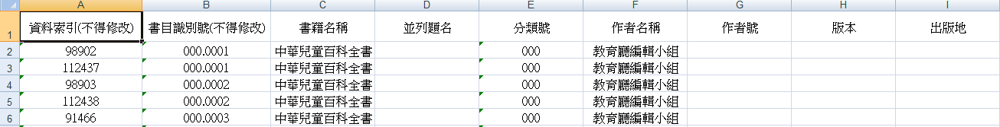 A B C D E F G H I
1 資料索引(不得修改) 書目識別號(不得修改) 書籍名稱 並列題名 分類號 作者名稱 作者號 版本 出版地
2 98902 000.0001 中華兒童百科全書 000 教育廳編輯小組
3 112437 000.0001 中華兒童百科全書 000 教育廳編輯小組
4 98903 000.0002 中華兒童百科全書 000 教育廳編輯小組
5 112438 000.0002 中華兒童百科全書 000 教育廳編輯小組
6 91466 000.0003 中華兒童百科全書 000 教育廳編輯小組